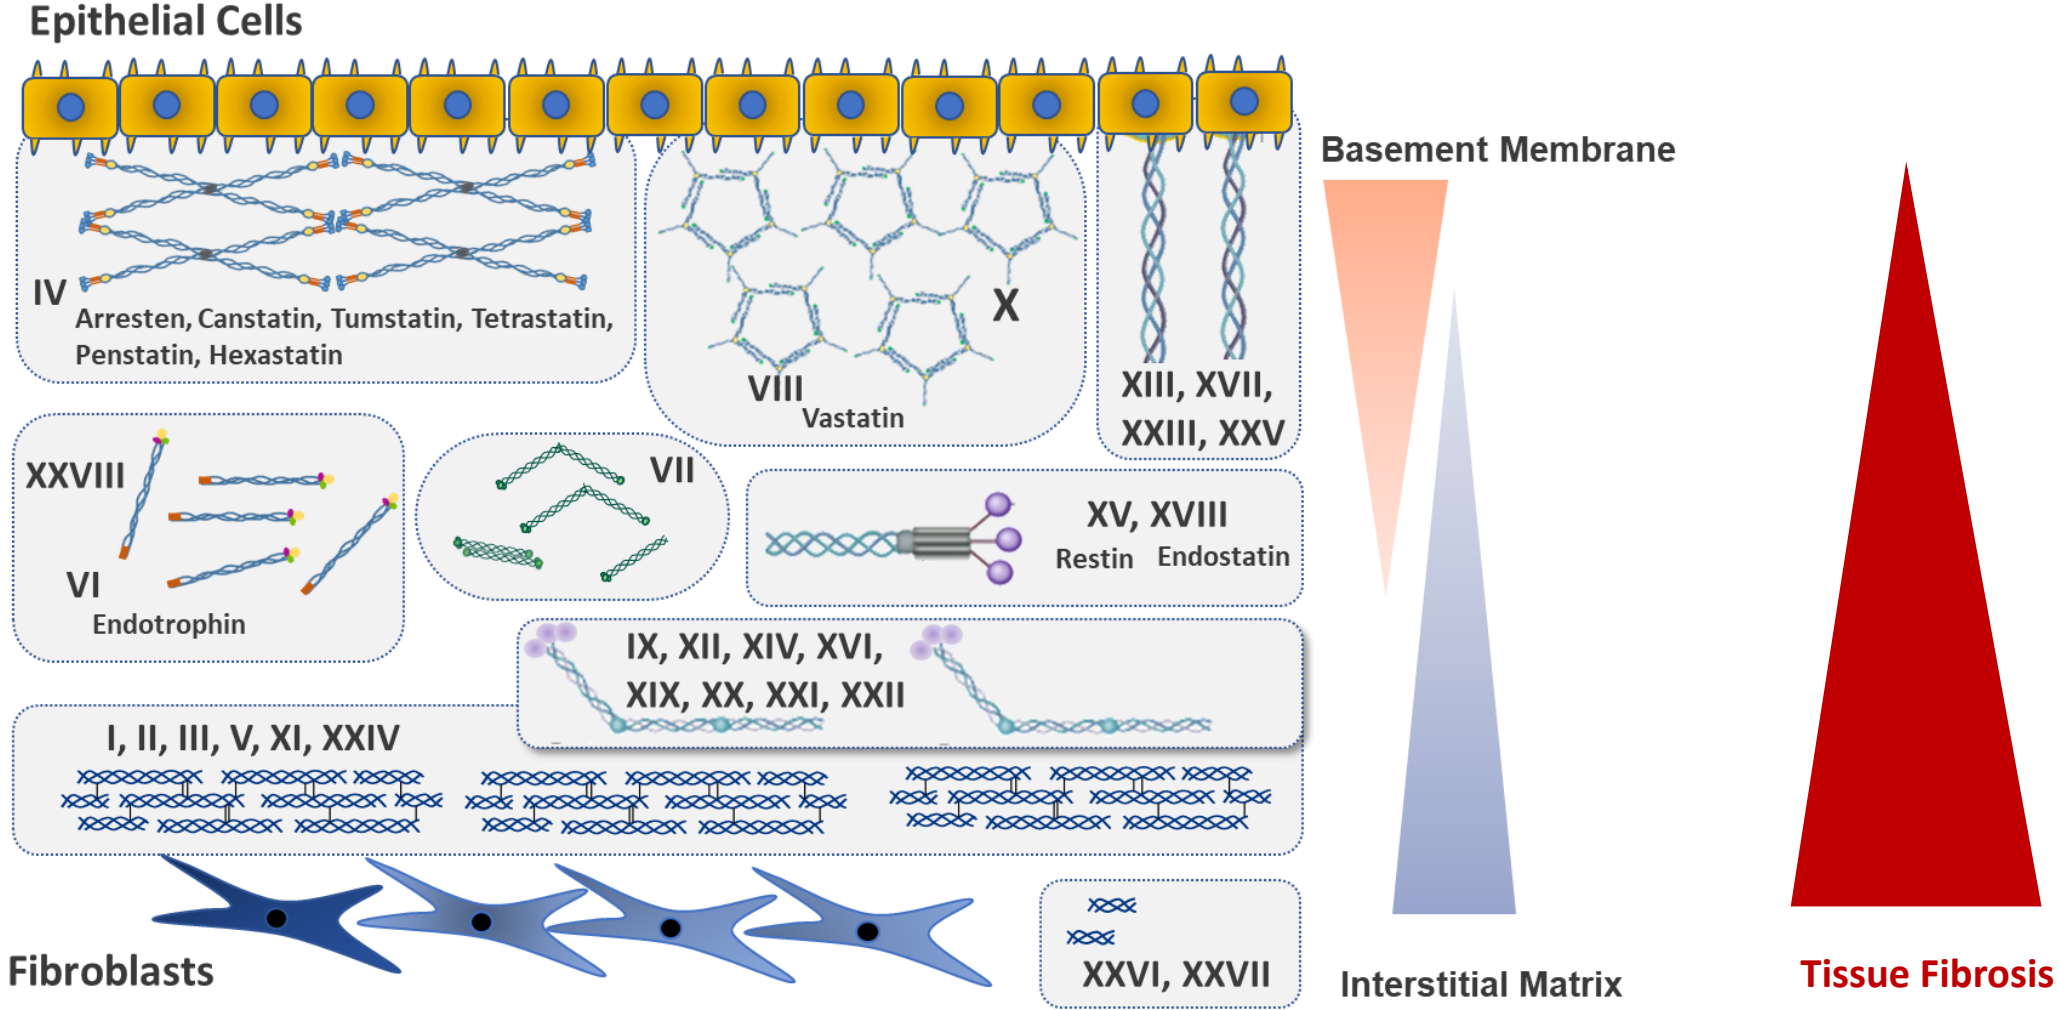 Epithelial Cells
Basement Membrane
IV
Arresten, Canstatin, Tumstatin, Tetrastatin,
Penstatin, Hexastatin
X
VIII
Vastatin
XIII, XVII,
XXIII, XXV
XXVIII
VI
Endotrophin
VII
XV, XVIII
Restin Endostatin
IX, XII, XIV, XVI,
XIX, XX, XXI, XXII
I, II, III, V, XI, XXIV
Fibroblasts
XXVI, XXVII
Interstitial Matrix
Tissue Fibrosis